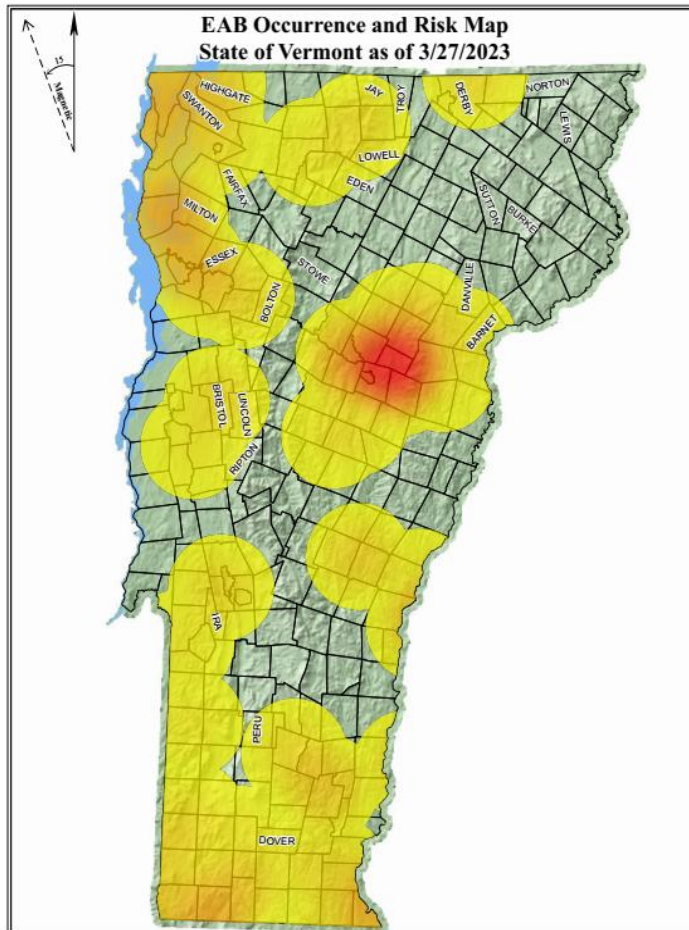 EAB Occurrence and Risk Map
State of Vermont as of 3/27/2023
15
Magnetic
HIGHGATE
SWANTON
JAY
TROY
DERBY
NORTON
LEWIS
LOWELL
EDEN
FAIRFAX
SUTTON
BURKE
MILTON
ESSEX
STOWE
BOLTON
DANVILLE
BARNET
BRISTOL
LINCOLN
RIPTON
IRA
PERU
DOVER